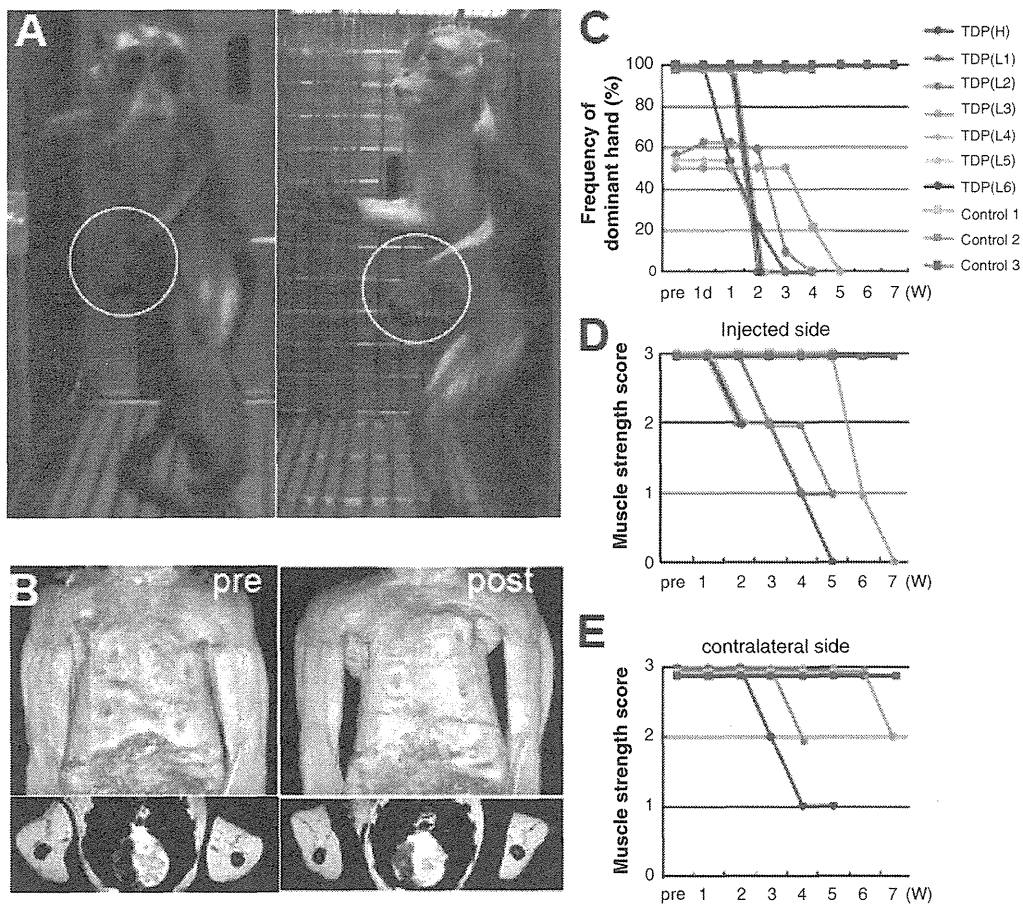 A
B
pre
post
C
Frequency of
dominant hand (%)
100
80
60
40
20
0
pre 1d 1 2 3 4 5 6 7 (W)
TDP(H)
TDP(L1)
TDP(L2)
TDP(L3)
TDP(L4)
TDP(L5)
TDP(L6)
Control 1
Control 2
Control 3
D
Injected side
Muscle strength score
3
2
1
0
pre 1 2 3 4 5 6 7 (W)
E
contralateral side
Muscle strength score
3
2
1
0
pre 1 2 3 4 5 6 7 (W)